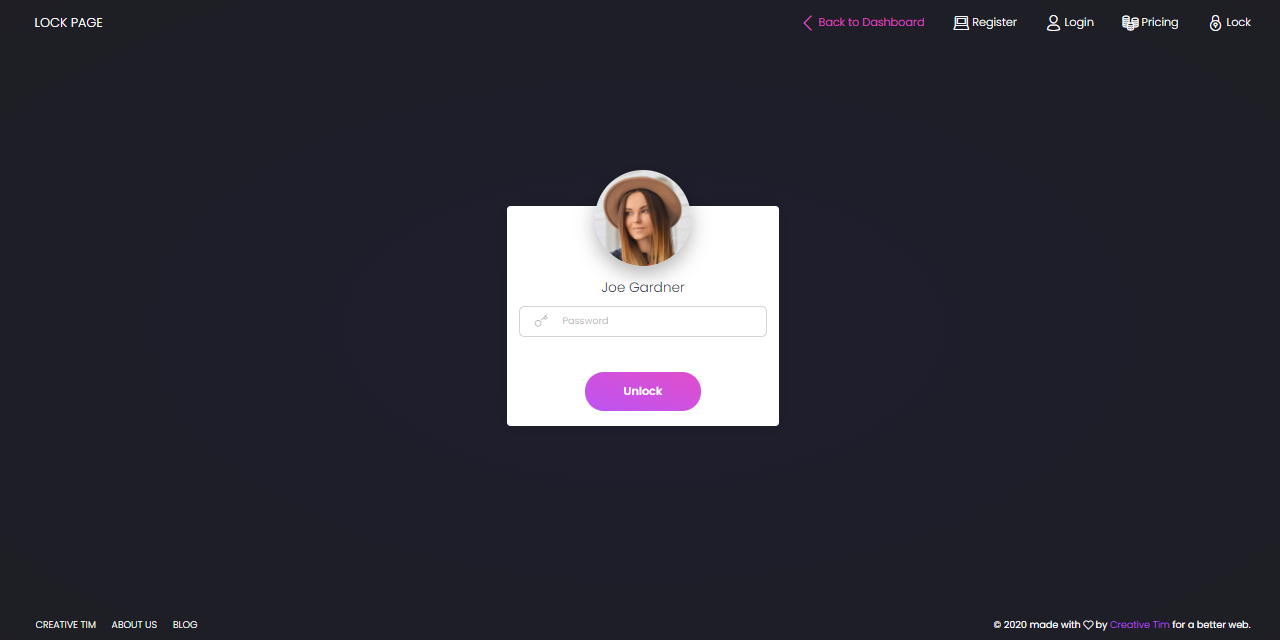 LOCK PAGE
Back to Dashboard
Register
Login
Pricing
Lock
Joe Gardner
Password
Unlock
CREATIVE TIM
ABOUT US
BLOG
© 2020 made with ♡ by Creative Tim for a better web.